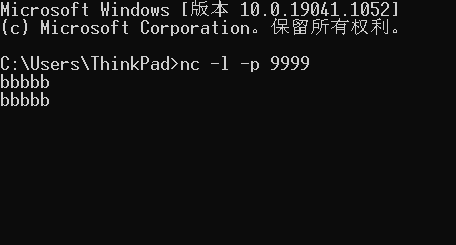 Microsoft Windows [版本 10.0.19041.1052]
(c) Microsoft Corporation。保留所有权利。
C:\Users\ThinkPad>nc -l -p 9999
bbbbb
bbbbb